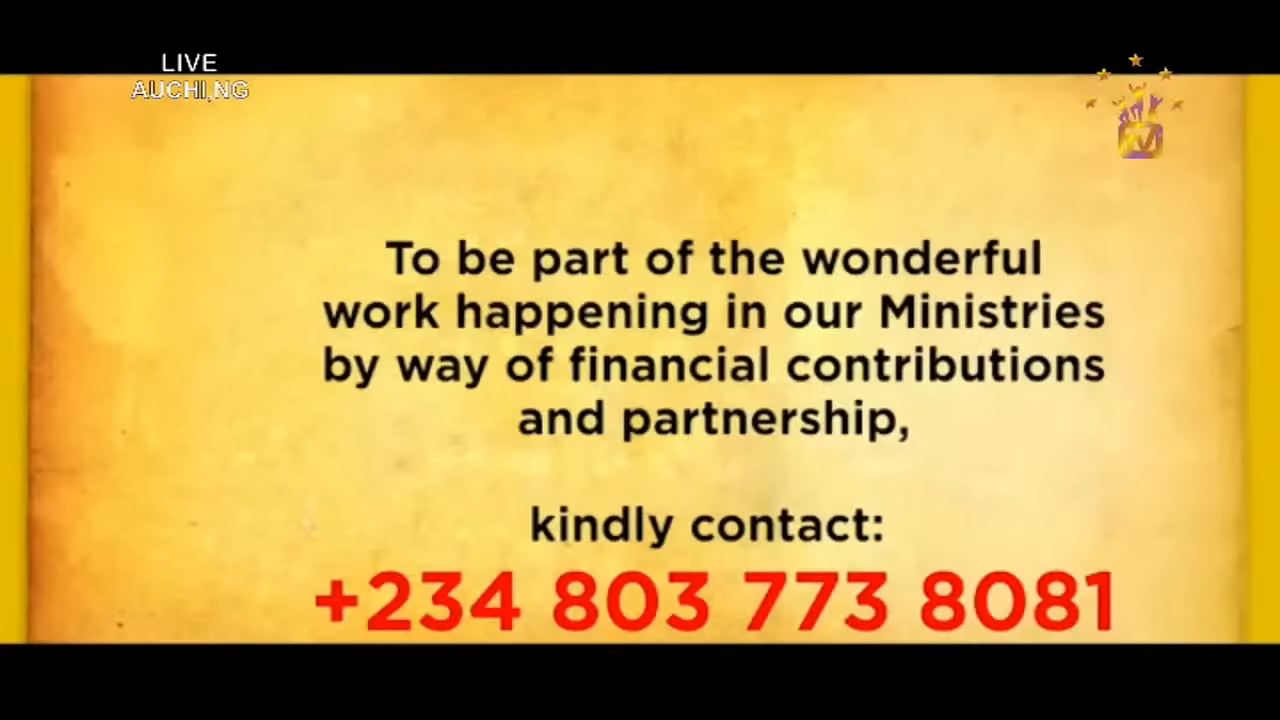 LIVE
AUCHI,NG
TV
To be part of the wonderful
work happening in our Ministries
by way of financial contributions
and partnership,
kindly contact:
+234 803 773 8081